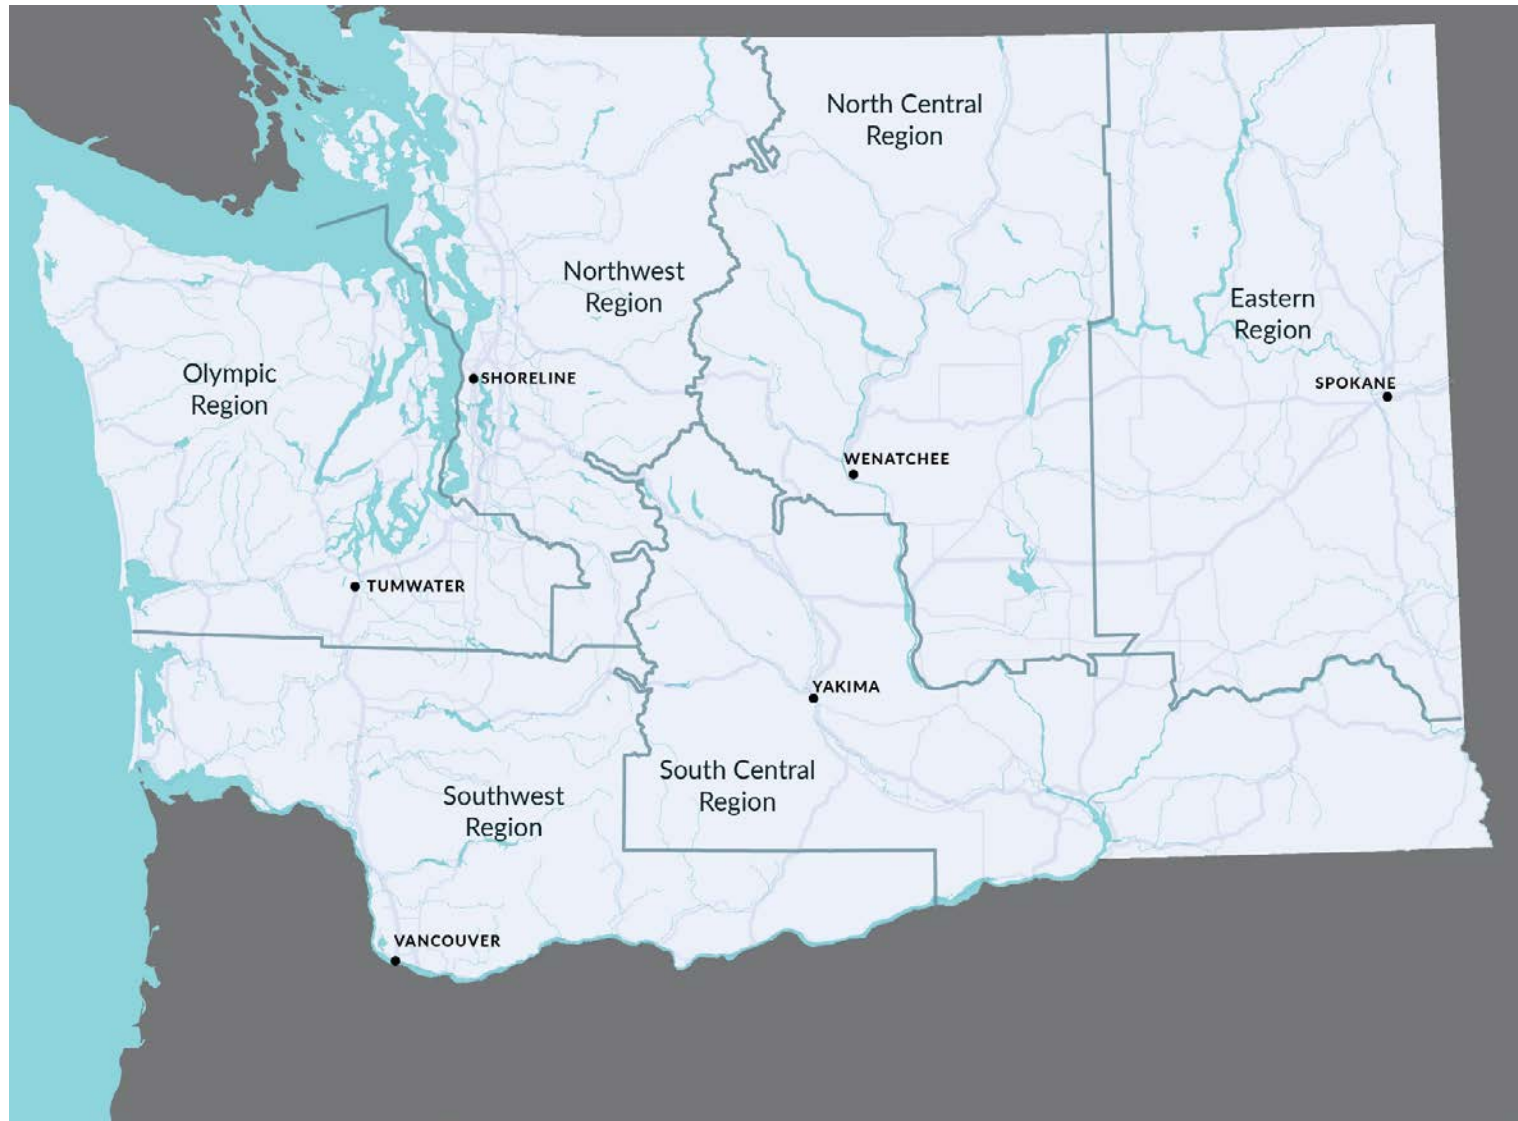 North Central
Region
Northwest
Region
Eastern
Region
Olympic
Region
SHORELINE
SPOKANE
WENATCHEE
TUMWATER
YAKIMA
South Central
Region
Southwest
Region
VANCOUVER